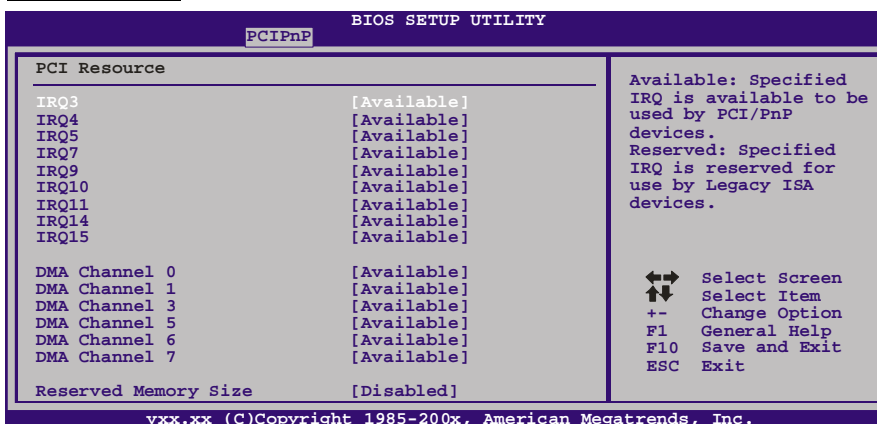 BIOS SETUP UTILITY
PCIPnP
PCI Resource
IRQ3 [Available]
IRQ4 [Available]
IRQ5 [Available]
IRQ7 [Available]
IRQ9 [Available]
IRQ10 [Available]
IRQ11 [Available]
IRQ14 [Available]
IRQ15 [Available]
DMA Channel 0 [Available]
DMA Channel 1 [Available]
DMA Channel 3 [Available]
DMA Channel 5 [Available]
DMA Channel 6 [Available]
DMA Channel 7 [Available]
Reserved Memory Size [Disabled]
Available: Specified
IRQ is available to be
used by PCI/PnP
devices.
Reserved: Specified
IRQ is reserved for
use by Legacy ISA
devices.
Select Screen
Select Item
+- Change Option
F1 General Help
F10 Save and Exit
ESC Exit
vxx.xx (C)Copyright 1985-200x, American Megatrends, Inc.